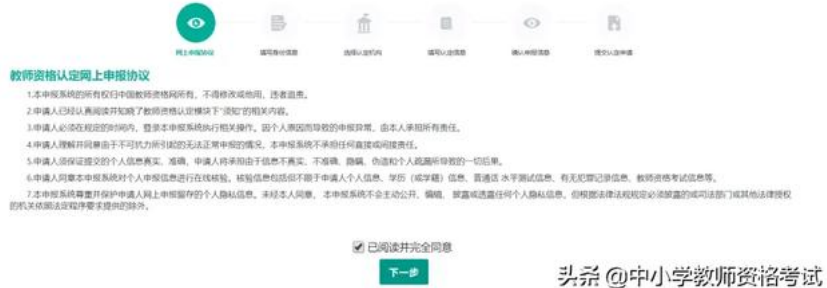 网上申报协议
填写身份信息
选择认定机构
填写认定信息
确认申报信息
提交认定申请
教师资格认定网上申报协议
1.本申报系统的所有权归中国教师资格网所有，不得修改或他用，违者追责。
2.申请人已经认真阅读并知晓了教师资格认定模块下“须知”的相关内容。
3.申请人必须在规定的时间内，登录本申报系统执行相关操作。因个人原因而导致的申报异常，由本人承担所有责任。
4.申请人理解并同意由于不可抗力所引起的无法正常申报的情况，本申报系统不承担任何直接或间接责任。
5.申请人须保证提交的个人信息真实、准确，申请人将承担由于信息不真实、不准确、隐瞒、伪造和个人疏漏所导致的一切后果。
6.申请人同意本申报系统对个人申报信息进行在线核验。核验信息包括但不限于申请人个人信息、学历（或学籍）信息、普通话 水平测试信息、有无犯罪记录信息、教师资格考试信息等。
7.本申报系统尊重并保护申请人网上申报留存的个人隐私信息。未经本人同意， 本申报系统不会主动公开、编辑、 披露或透露任何个人隐私信息，但根据法律法规规定必须披露的或司法部门或其他法律授权
的机关依照法定程序要求提供的除外。
已阅读并完全同意
下一步
头条 @中小学教师资格考试